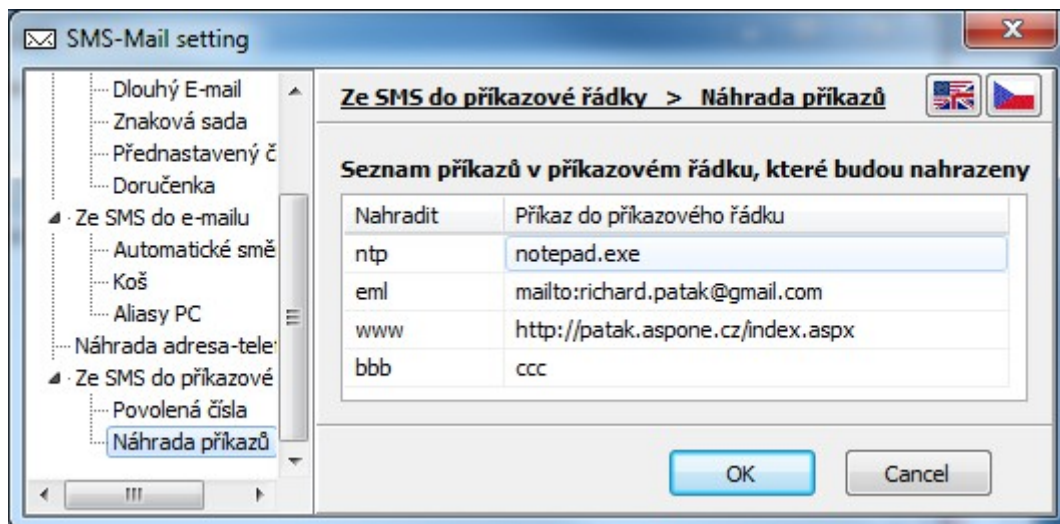 SMS-Mail setting
Dlouhý E-mail
Znaková sada
Přednastavený č
Doručenka
Ze SMS do e-mailu
Automatické smě
Koš
Aliasy PC
Náhrada adresa-telef
Ze SMS do příkazové
Povolená čísla
Náhrada příkazů
Ze SMS do příkazové řádky > Náhrada příkazů
Seznam příkazů v příkazovém řádku, které budou nahrazeny
Nahradit Příkaz do příkazového řádku
ntp notepad.exe
eml mailto:richard.patak@gmail.com
www http://patak.aspone.cz/index.aspx
bbb ccc
OK Cancel